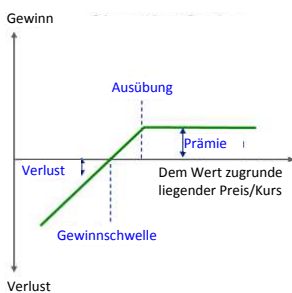 Gewinn
Ausübung
Prämie
Verlust
Dem Wert zugrunde
liegender Preis/Kurs
Gewinnschwelle
Verlust